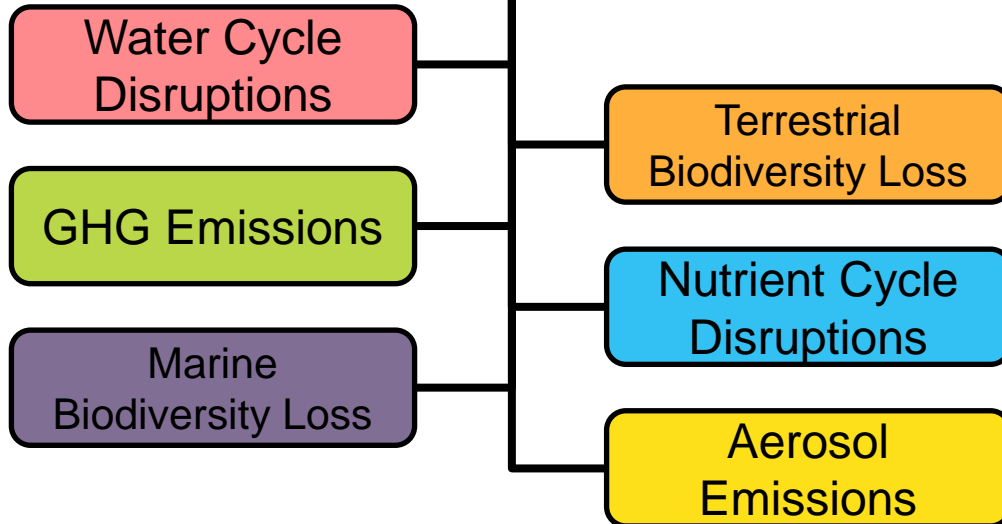 Water Cycle
Disruptions
Terrestrial
Biodiversity Loss
GHG Emissions
Nutrient Cycle
Disruptions
Marine
Biodiversity Loss
Aerosol
Emissions